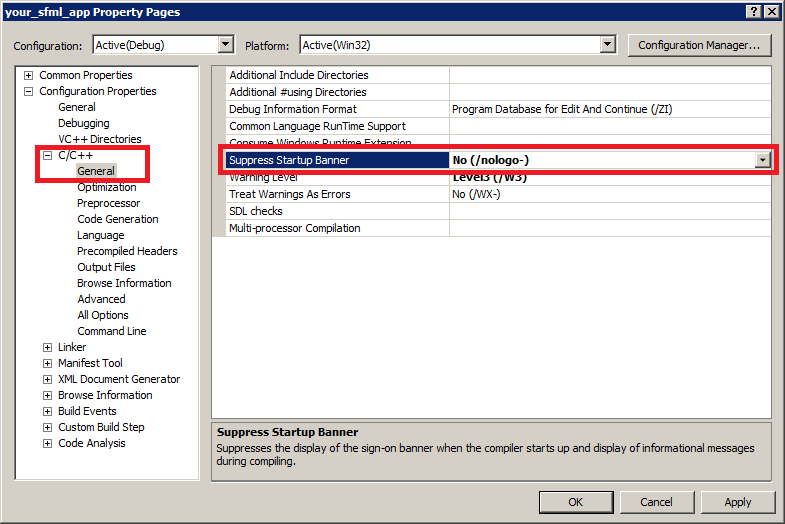 your_sfml_app Property Pages
Configuration: Active(Debug) Platform: Active(Win32) Configuration Manager...
Common Properties
Configuration Properties
General
Debugging
VC++ Directories
C/C++
General
Optimization
Preprocessor
Code Generation
Language
Precompiled Headers
Output Files
Browse Information
Advanced
All Options
Command Line
Linker
Manifest Tool
XML Document Generator
Browse Information
Build Events
Custom Build Step
Code Analysis
Additional Include Directories
Additional #using Directories
Debug Information Format Program Database for Edit And Continue (/ZI)
Common Language RunTime Support
Consume Windows Runtime Extension
Suppress Startup Banner No (/nologo-)
Warning Level Level3 (/W3)
Treat Warnings As Errors No (/WX-)
SDL checks
Multi-processor Compilation
Suppress Startup Banner
Suppresses the display of the sign-on banner when the compiler starts up and display of informational messages
during compiling.
OK Cancel Apply